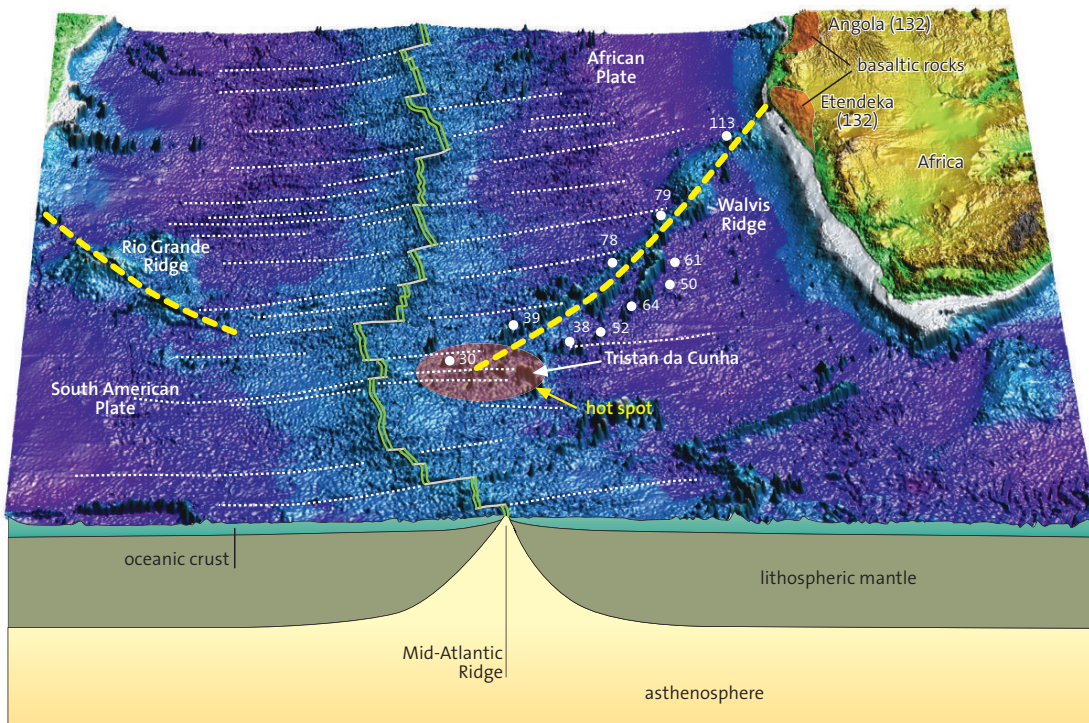 Angola (132)
African
Plate
basaltic rocks
Etendeka
(132)
113
Africa
79
Walvis
Ridge
Rio Grande
Ridge
78
61
50
64
39
52
38
30
Tristan da Cunha
South American
Plate
hot spot
oceanic crust
lithospheric mantle
Mid-Atlantic
Ridge
asthenosphere